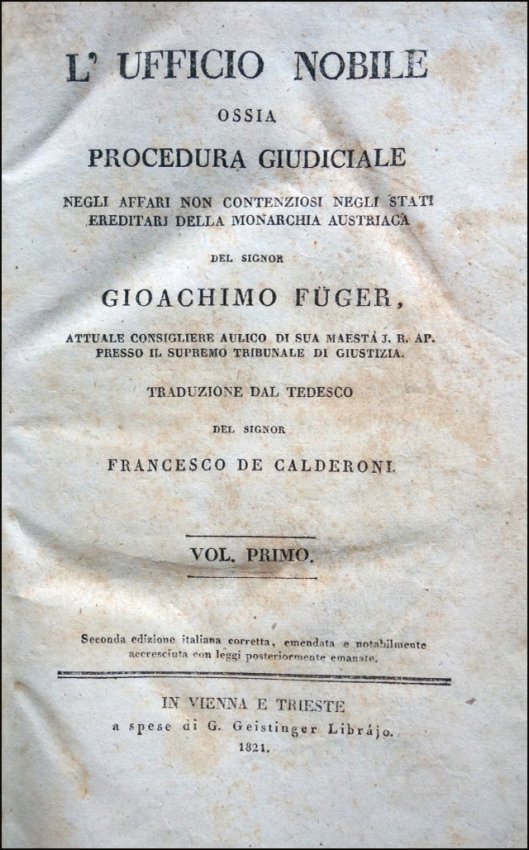 L' UFFICIO NOBILE
OSSIA
PROCEDURA GIUDICIALE
NEGLI AFFARI NON CONTENZIOSI NEGLI STATI
EREDITARJ DELLA MONARCHIA AUSTRIACA
DEL SIGNOR
GIOACHIMO FÜGER,
ATTUALE CONSIGLIERE AULICO DI SUA MAESTÀ J. R. AP.
PRESSO IL SUPREMO TRIBUNALE DI GIUSTIZIA.
TRADUZIONE DAL TEDESCO
DEL SIGNOR
FRANCESCO DE CALDERONI.
VOL. PRIMO.
Seconda edizione italiana corretta, emendata e notabilmente
accresciuta con leggi posteriormente emanate.
IN VIENNA E TRIESTE
a spese di G. Geistinger Librájo.
1821.